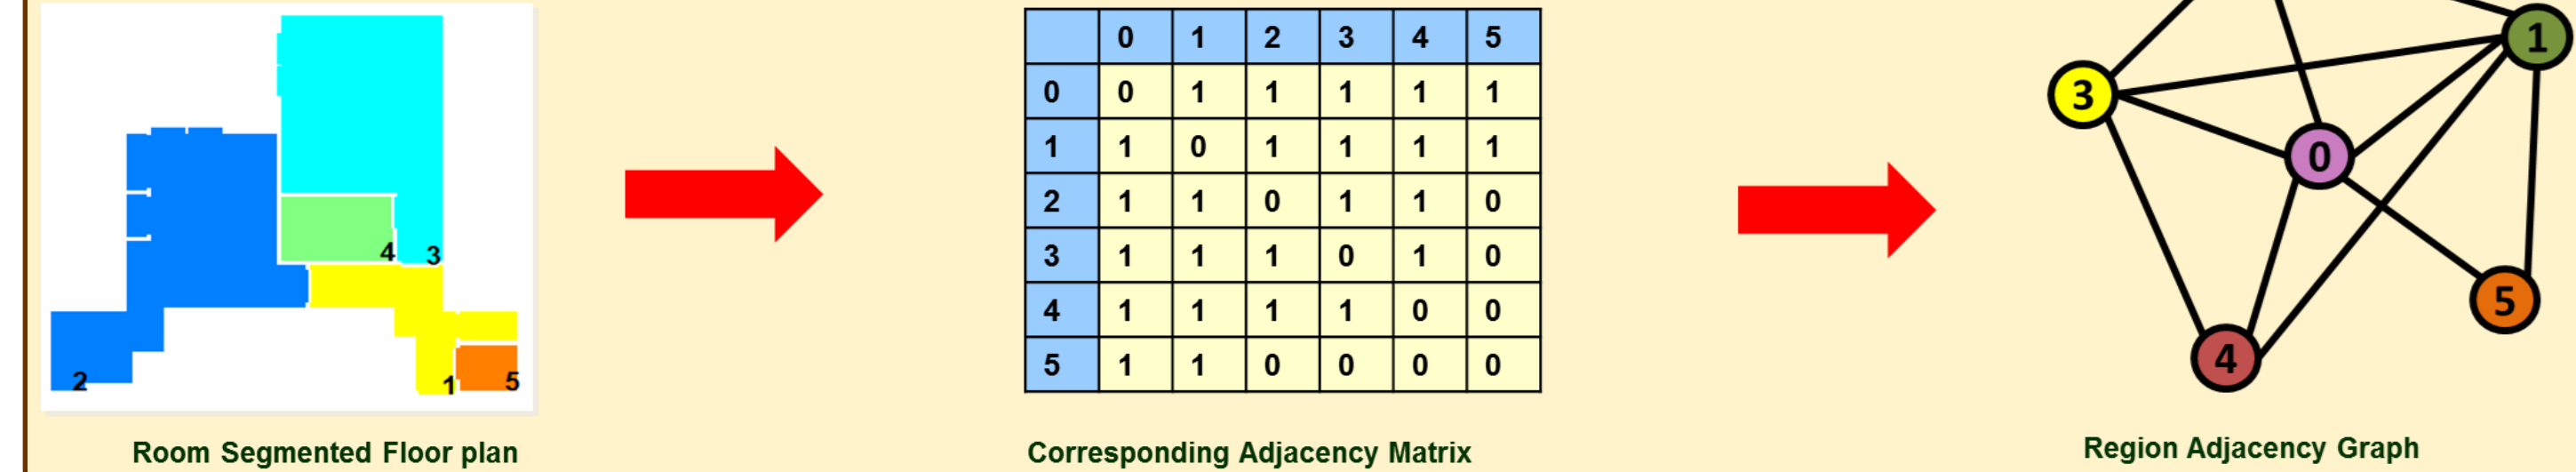 4 3
2 1 5
Room Segmented Floor plan
0 1 2 3 4 5
0 0 1 1 1 1 1
1 1 0 1 1 1 1
2 1 1 0 1 1 0
3 1 1 1 0 1 0
4 1 1 1 1 0 0
5 1 1 0 0 0 0
Corresponding Adjacency Matrix
1
3
0
5
4
Region Adjacency Graph